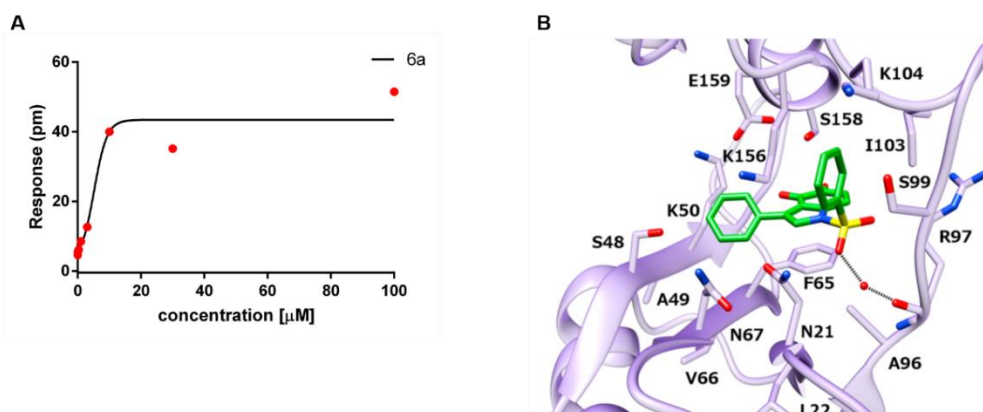 A
B
6a
60
40
20
0
Response (pm)
0
20
40
60
80
100
concentration [μM]
E159
K104
S158
K156
I103
S99
K50
R97
S48
F65
A49
N67
N21
V66
A96
L22